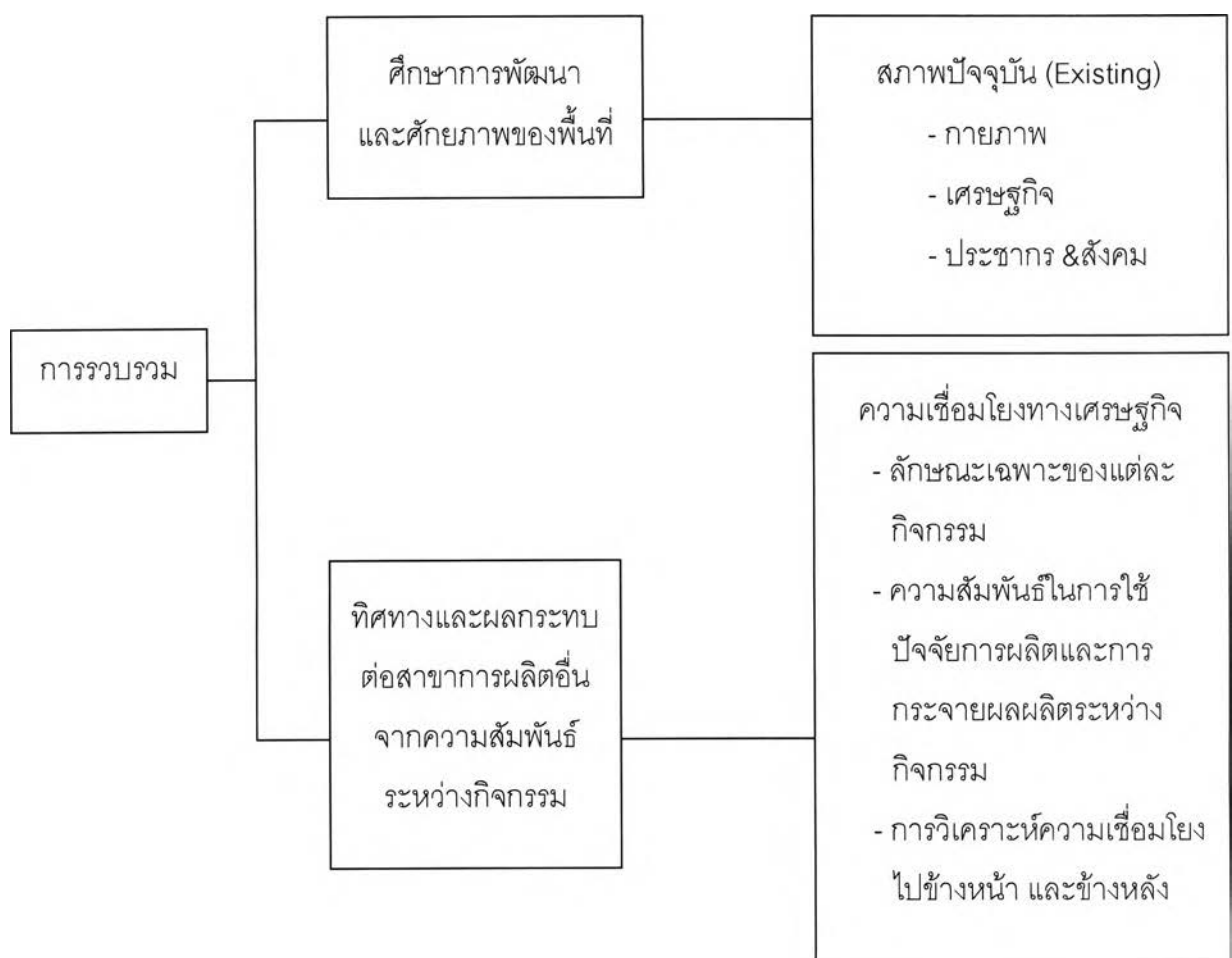 ศึกษาการพัฒนา
และศักยภาพของพื้นที่
สภาพปัจจุบัน (Existing)
- กายภาพ
- เศรษฐกิจ
- ประชากร &สังคม
การรวบรวม
ทิศทางและผลกระทบ
ต่อสาขาการผลิตอื่น
จากความสัมพันธ์
ระหว่างกิจกรรม
ความเชื่อมโยงทางเศรษฐกิจ
- ลักษณะเฉพาะของแต่ละ
กิจกรรม
- ความสัมพันธ์ในการใช้
ปัจจัยการผลิตและการ
กระจายผลผลิตระหว่าง
กิจกรรม
- การวิเคราะห์ความเชื่อมโยง
ไปข้างหน้า และข้างหลัง